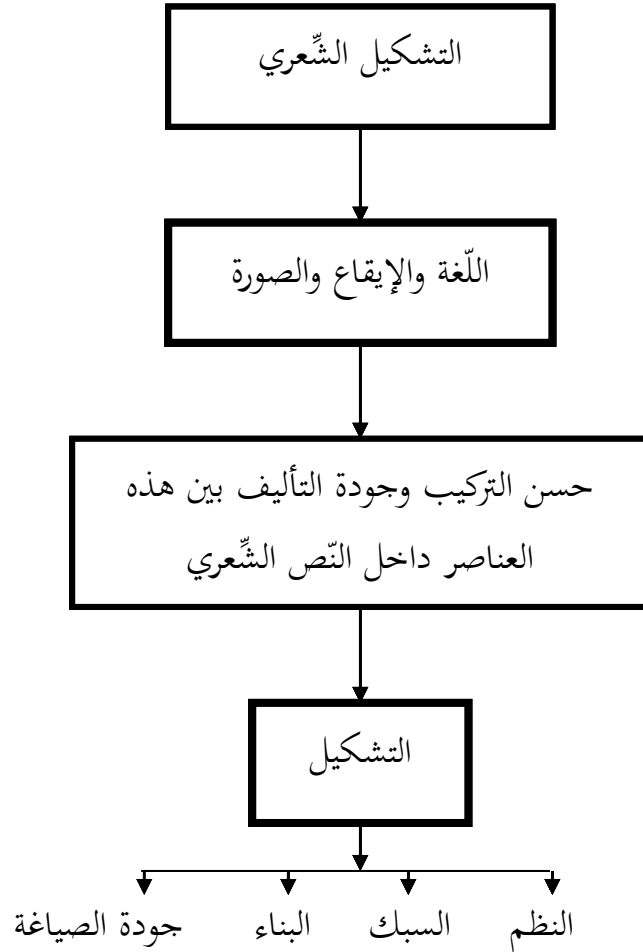 التشكيل الشِّعري
اللّغة والإيقاع والصورة
حسن التركيب وجودة التأليف بين هذه
العناصر داخل النّص الشِّعري
التشكيل
النظم السبك البناء جودة الصياغة